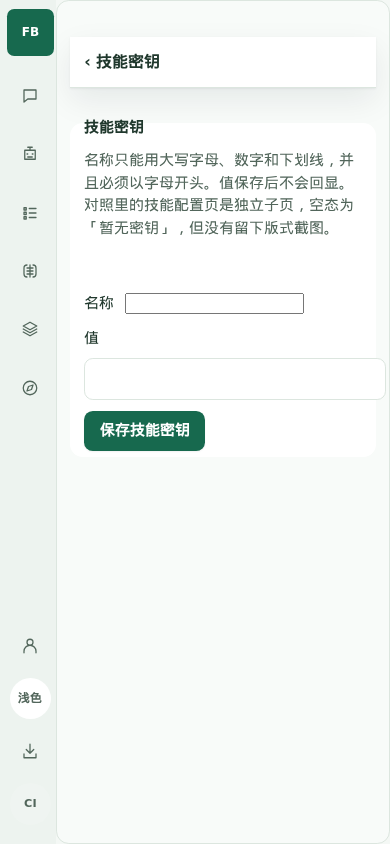 FB
‹ 技能密钥
技能密钥
名称只能用大写字母、数字和下划线，并
且必须以字母开头。值保存后不会回显。
对照里的技能配置页是独立子页，空态为
「暂无密钥」，但没有留下版式截图。
名称
值
保存技能密钥
浅色
CI